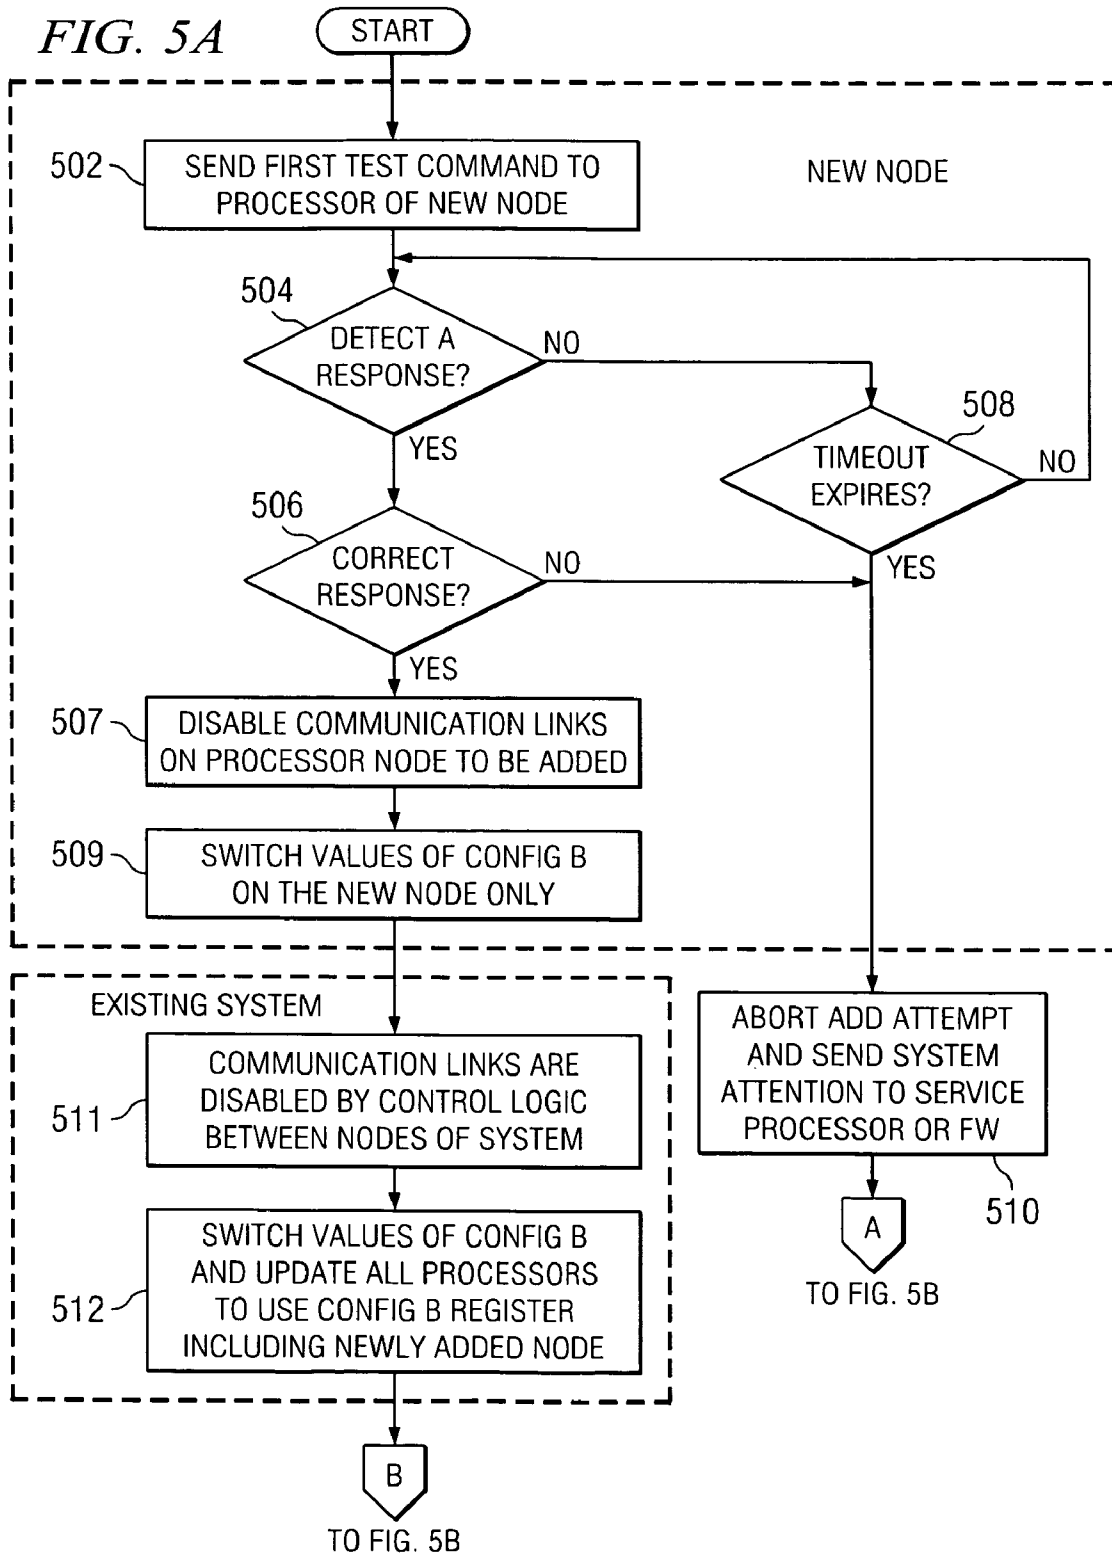 FIG. 5A
START
502
SEND FIRST TEST COMMAND TO
PROCESSOR OF NEW NODE
NEW NODE
504
DETECT A
RESPONSE?
NO
YES
508
TIMEOUT
EXPIRES?
NO
YES
506
CORRECT
RESPONSE?
NO
YES
507
DISABLE COMMUNICATION LINKS
ON PROCESSOR NODE TO BE ADDED
509
SWITCH VALUES OF CONFIG B
ON THE NEW NODE ONLY
EXISTING SYSTEM
511
COMMUNICATION LINKS ARE
DISABLED BY CONTROL LOGIC
BETWEEN NODES OF SYSTEM
ABORT ADD ATTEMPT
AND SEND SYSTEM
ATTENTION TO SERVICE
PROCESSOR OR FW
510
A
TO FIG. 5B
512
SWITCH VALUES OF CONFIG B
AND UPDATE ALL PROCESSORS
TO USE CONFIG B REGISTER
INCLUDING NEWLY ADDED NODE
B
TO FIG. 5B